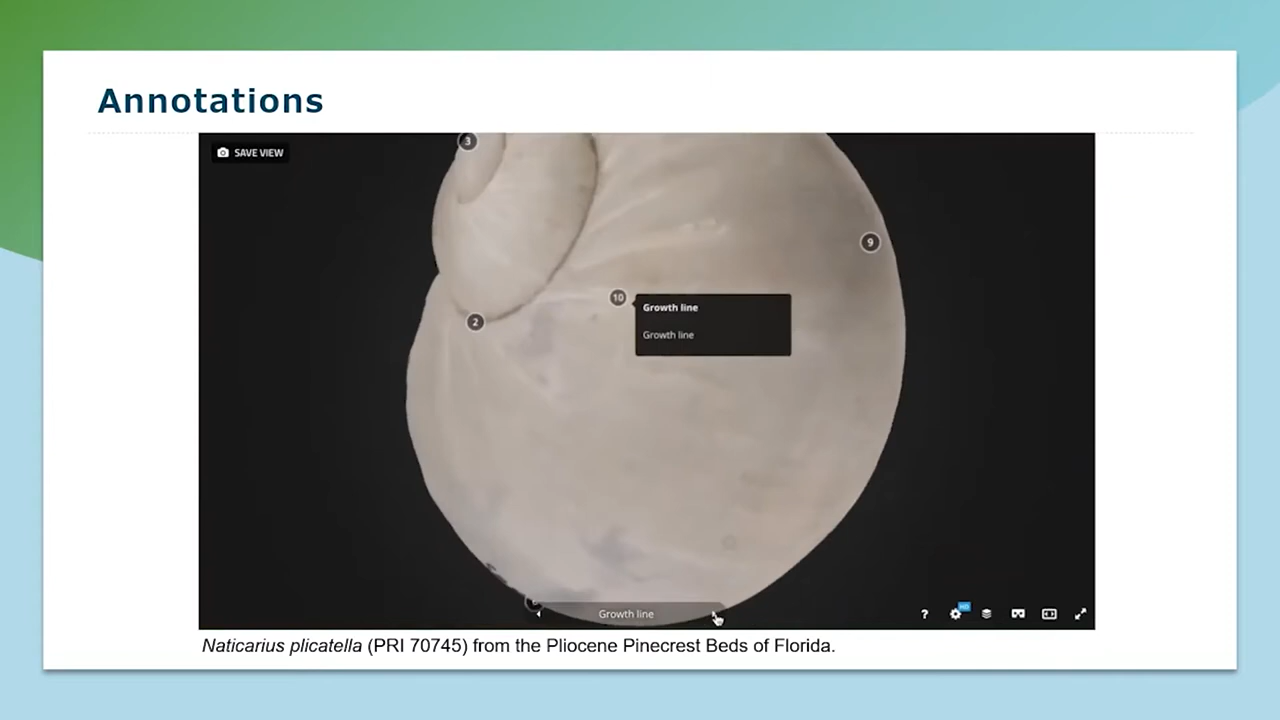 Annotations
SAVE VIEW
3
9
10
Growth line
Growth line
2
Growth line
?
HD
Naticarius plicatella (PRI 70745) from the Pliocene Pinecrest Beds of Florida.